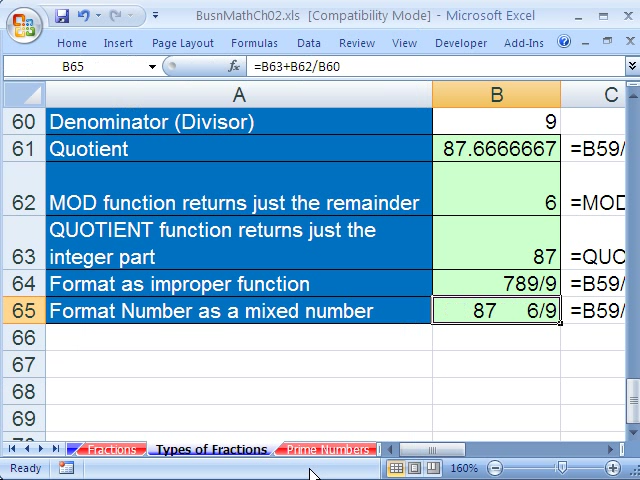 BusnMathCh02.xls [Compatibility Mode] - Microsoft Excel
Home Insert Page Layout Formulas Data Review View Developer Add-Ins
B65 fx =B63+B62/B60
A B C
60 Denominator (Divisor) 9
61 Quotient 87.6666667 =B59/
62 MOD function returns just the remainder 6 =MOD
QUOTIENT function returns just the
63 integer part 87 =QUO
64 Format as improper function 789/9 =B59/
65 Format Number as a mixed number 87 6/9 =B59/
66
67
68
69
Fractions Types of Fractions Prime Numbers
Ready 160%